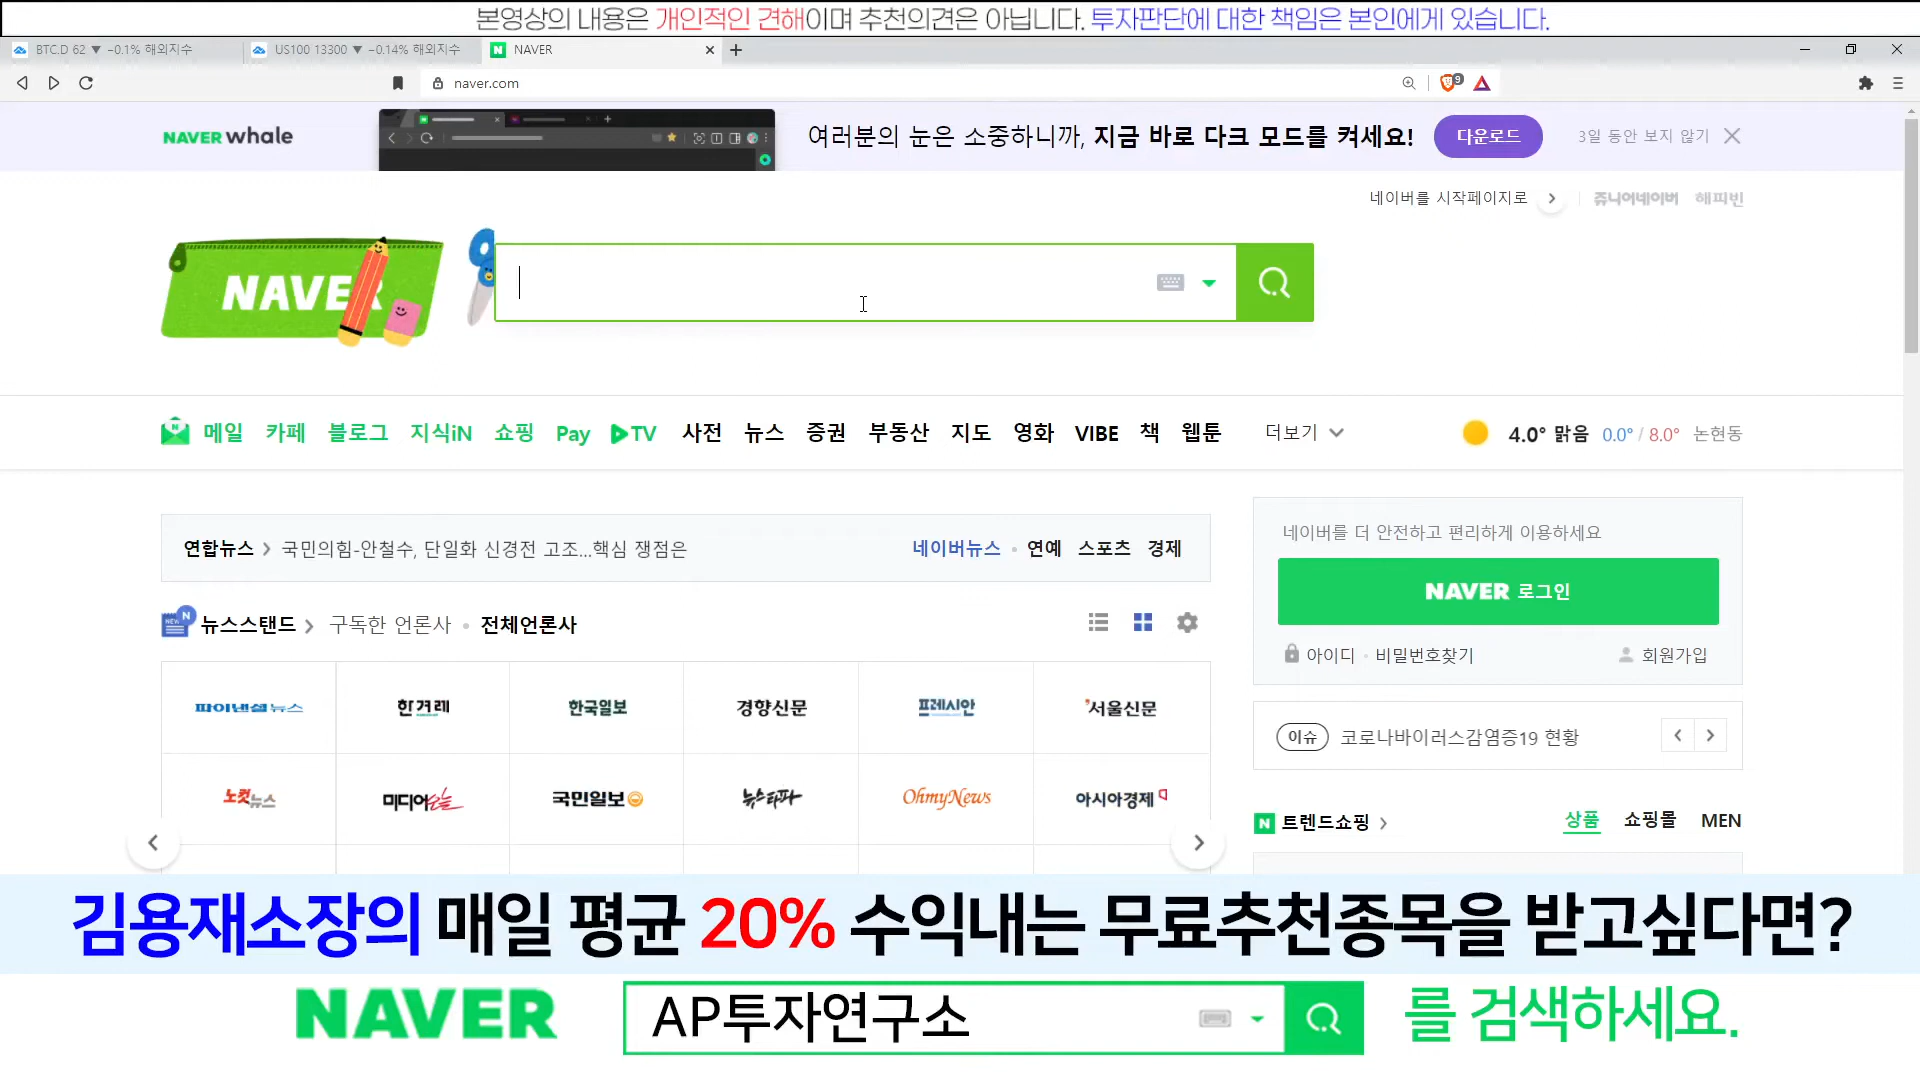 본영상의 내용은 개인적인 견해이며 추천의견은 아닙니다. 투자판단에 대한 책임은 본인에게 있습니다.
BTC.D 62 ▼ −0.1% 해외지수
US100 13300 ▼ −0.14% 해외지수
NAVER
naver.com
9
NAVER whale
여러분의 눈은 소중하니까, 지금 바로 다크 모드를 켜세요!
다운로드
3일 동안 보지 않기
네이버를 시작페이지로
쥬니어네이버 해피빈
NAVER
메일 카페 블로그 지식iN 쇼핑 Pay TV 사전 뉴스 증권 부동산 지도 영화 VIBE 책 웹툰 더보기
4.0° 맑음 0.0° / 8.0° 논현동
연합뉴스 > 국민의힘-안철수, 단일화 신경전 고조...핵심 쟁점은
네이버뉴스 • 연예 스포츠 경제
네이버를 더 안전하고 편리하게 이용하세요
NAVER 로그인
아이디 • 비밀번호찾기
회원가입
NEW N 뉴스스탠드 > 구독한 언론사 • 전체언론사
파이낸셜뉴스 한겨레 한국일보 경향신문 프레시안 서울신문
노컷뉴스 미디어오늘 국민일보 뉴스타파 OhmyNews 아시아경제
이슈 코로나바이러스감염증19 현황
N 트렌드쇼핑 >
상품 쇼핑몰 MEN
김용재소장의 매일 평균 20% 수익내는 무료추천종목을 받고싶다면?
NAVER AP투자연구소 를 검색하세요.